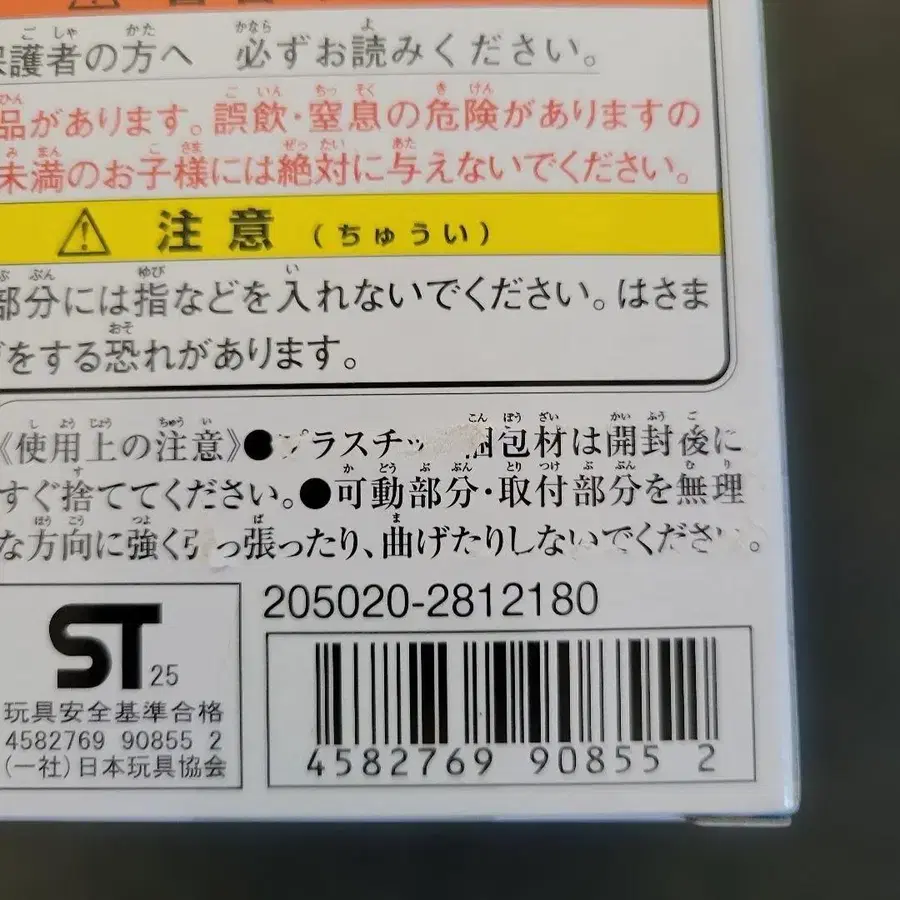 保護者の方へ 必ずお読みください。
品があります。誤飲・窒息の危険がありますの
未満のお子様には絶対に与えないでください。
⚠ 注意 (ちゅうい)
部分には指などを入れないでください。はさま
をする恐れがあります。
《使用上の注意》●プラスチッ 梱包材は開封後に
すぐ捨ててください。●可動部分・取付部分を無理
な方向に強く引っ張ったり、曲げたりしないでください。
205020-2812180
ST 25
玩具安全基準合格
4582769 90855 2
(一社)日本玩具協会
4582769 90855 2